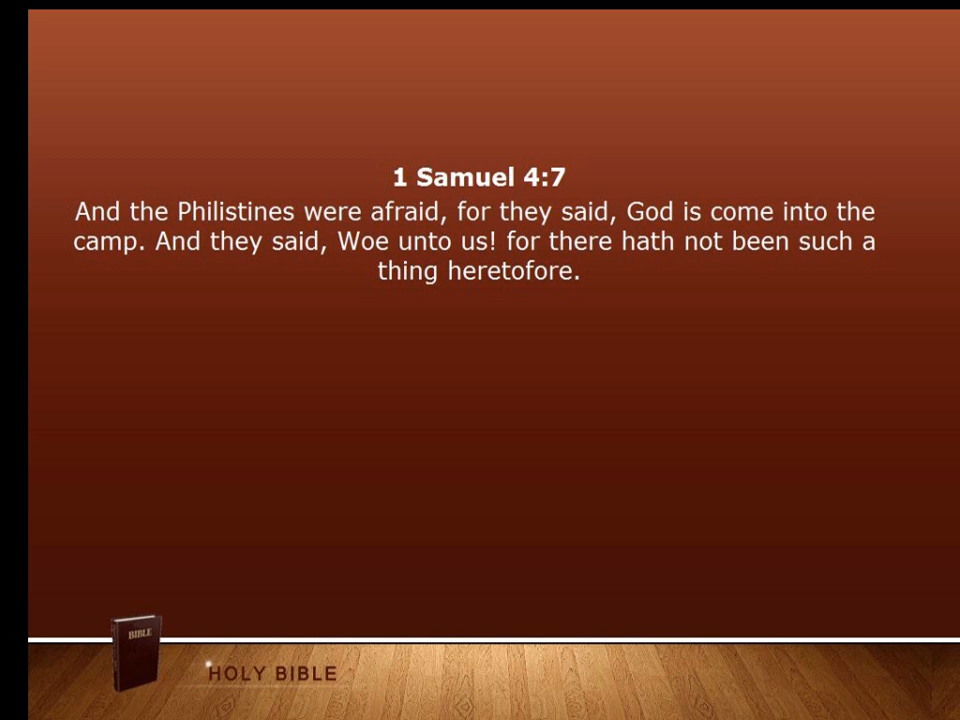 1 Samuel 4:7
And the Philistines were afraid, for they said, God is come into the
camp. And they said, Woe unto us! for there hath not been such a
thing heretofore.
BIBLE
HOLY BIBLE